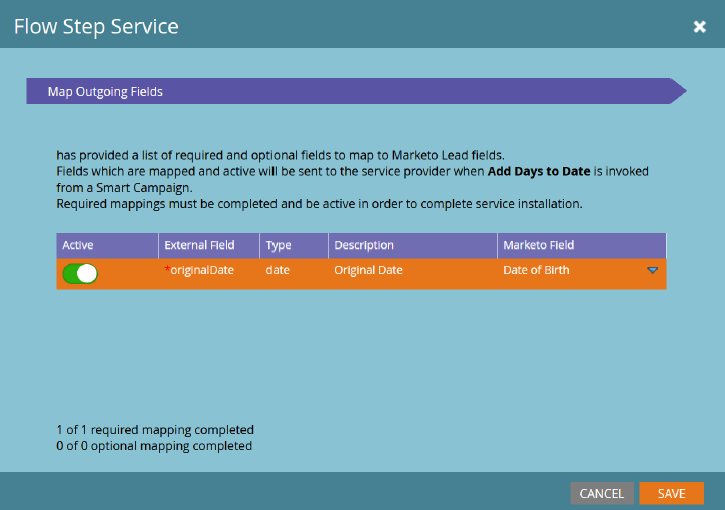 Flow Step Service
Map Outgoing Fields
has provided a list of required and optional fields to map to Marketo Lead fields.
Fields which are mapped and active will be sent to the service provider when Add Days to Date is invoked
from a Smart Campaign.
Required mappings must be completed and be active in order to complete service installation.
Active External Field Type Description Marketo Field
*originalDate date Original Date Date of Birth
1 of 1 required mapping completed
0 of 0 optional mapping completed
CANCEL SAVE